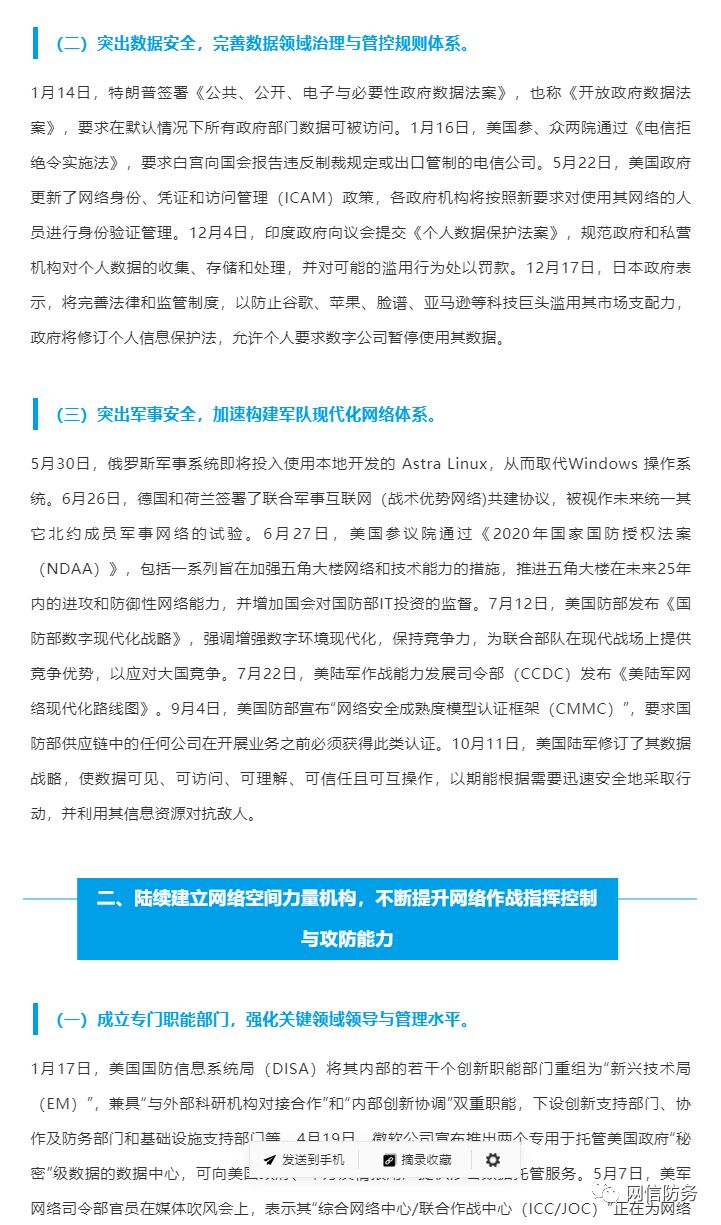 （二）突出数据安全，完善数据领域治理与管控规则体系。
1月14日，特朗普签署《公共、公开、电子与必要性政府数据法案》，也称《开放政府数据法
案》，要求在默认情况下所有政府部门数据可被访问。1月16日，美国参、众两院通过《电信拒
绝令实施法》，要求白宫向国会报告违反制裁规定或出口管制的电信公司。5月22日，美国政府
更新了网络身份、凭证和访问管理（ICAM）政策，各政府机构将按照新要求对使用其网络的人
员进行身份验证管理。12月4日，印度政府向议会提交《个人数据保护法案》，规范政府和私营
机构对个人数据的收集、存储和处理，并对可能的滥用行为处以罚款。12月17日，日本政府表
示，将完善法律和监管制度，以防止谷歌、苹果、脸谱、亚马逊等科技巨头滥用其市场支配力，
政府将修订个人信息保护法，允许个人要求数字公司暂停使用其数据。
（三）突出军事安全，加速构建军队现代化网络体系。
5月30日，俄罗斯军事系统即将投入使用本地开发的 Astra Linux，从而取代Windows 操作系
统。6月26日，德国和荷兰签署了联合军事互联网（战术优势网络)共建协议，被视作未来统一其
它北约成员军事网络的试验。6月27日，美国参议院通过《2020年国家国防授权法案
（NDAA）》，包括一系列旨在加强五角大楼网络和技术能力的措施，推进五角大楼在未来25年
内的进攻和防御性网络能力，并增加国会对国防部IT投资的监督。7月12日，美国防部发布《国
防部数字现代化战略》，强调增强数字环境现代化，保持竞争力，为联合部队在现代战场上提供
竞争优势，以应对大国竞争。7月22日，美陆军作战能力发展司令部（CCDC）发布《美陆军网
络现代化路线图》。9月4日，美国防部宣布“网络安全成熟度模型认证框架（CMMC）”，要求国
防部供应链中的任何公司在开展业务之前必须获得此类认证。10月11日，美国陆军修订了其数据
战略，使数据可见、可访问、可理解、可信任且可互操作，以期能根据需要迅速安全地采取行
动，并利用其信息资源对抗敌人。
二、陆续建立网络空间力量机构，不断提升网络作战指挥控制
与攻防能力
（一）成立专门职能部门，强化关键领域领导与管理水平。
1月17日，美国国防信息系统局（DISA）将其内部的若干个创新职能部门重组为“新兴技术局
（EM）”，兼具“与外部科研机构对接合作”和“内部创新协调”双重职能，下设创新支持部门、协
作及防务部门和基础设施支持部门等。4月19日，微软公司宣布推出两个专用于托管美国政府“秘
密”级数据的数据中心，可向美国 托管服务。5月7日，美军
发送到手机 摘录收藏
网络司令部官员在媒体吹风会上，表示其“综合网络中心/联合作战中心（ICC/JOC）”正在为网络
网信防务